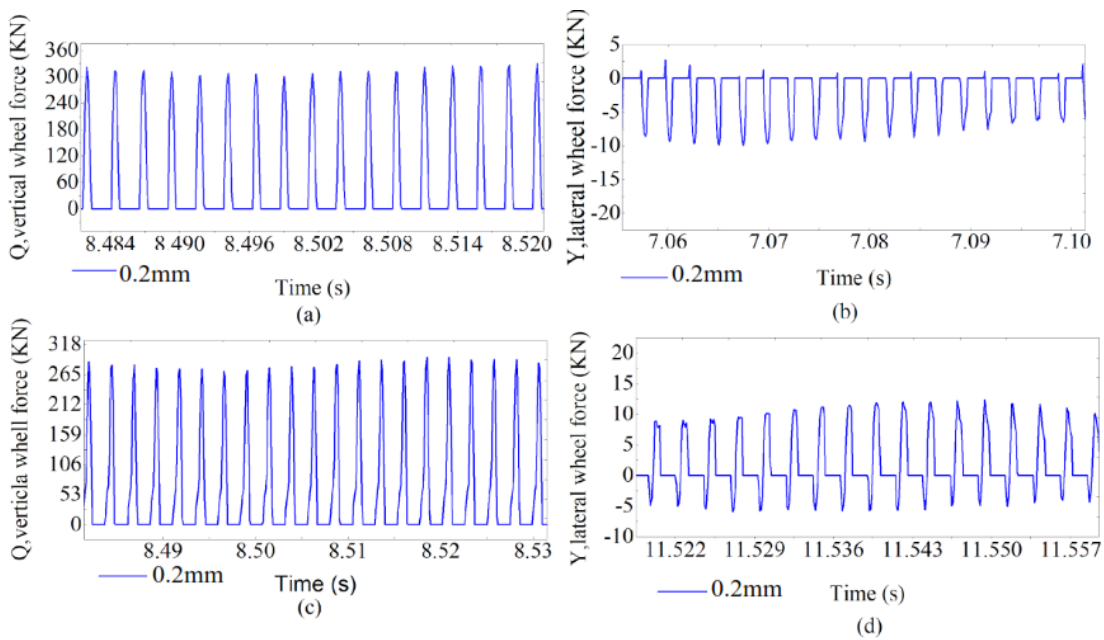 Q,vertical wheel force (KN)
360
300
240
180
120
60
0
8.484 8.490 8.496 8.502 8.508 8.514 8.520
0.2mm
Time (s)
(a)
Y,lateral wheel force (KN)
5
0
-5
-10
-15
-20
7.06 7.07 7.08 7.09 7.10
0.2mm
Time (s)
(b)
Q,verticla whell force (KN)
318
265
212
159
106
53
0
8.49 8.50 8.51 8.52 8.53
0.2mm
Time (s)
(c)
Y,lateral wheel force (KN)
20
15
10
5
0
-5
-10
11.522 11.529 11.536 11.543 11.550 11.557
0.2mm
Time (s)
(d)